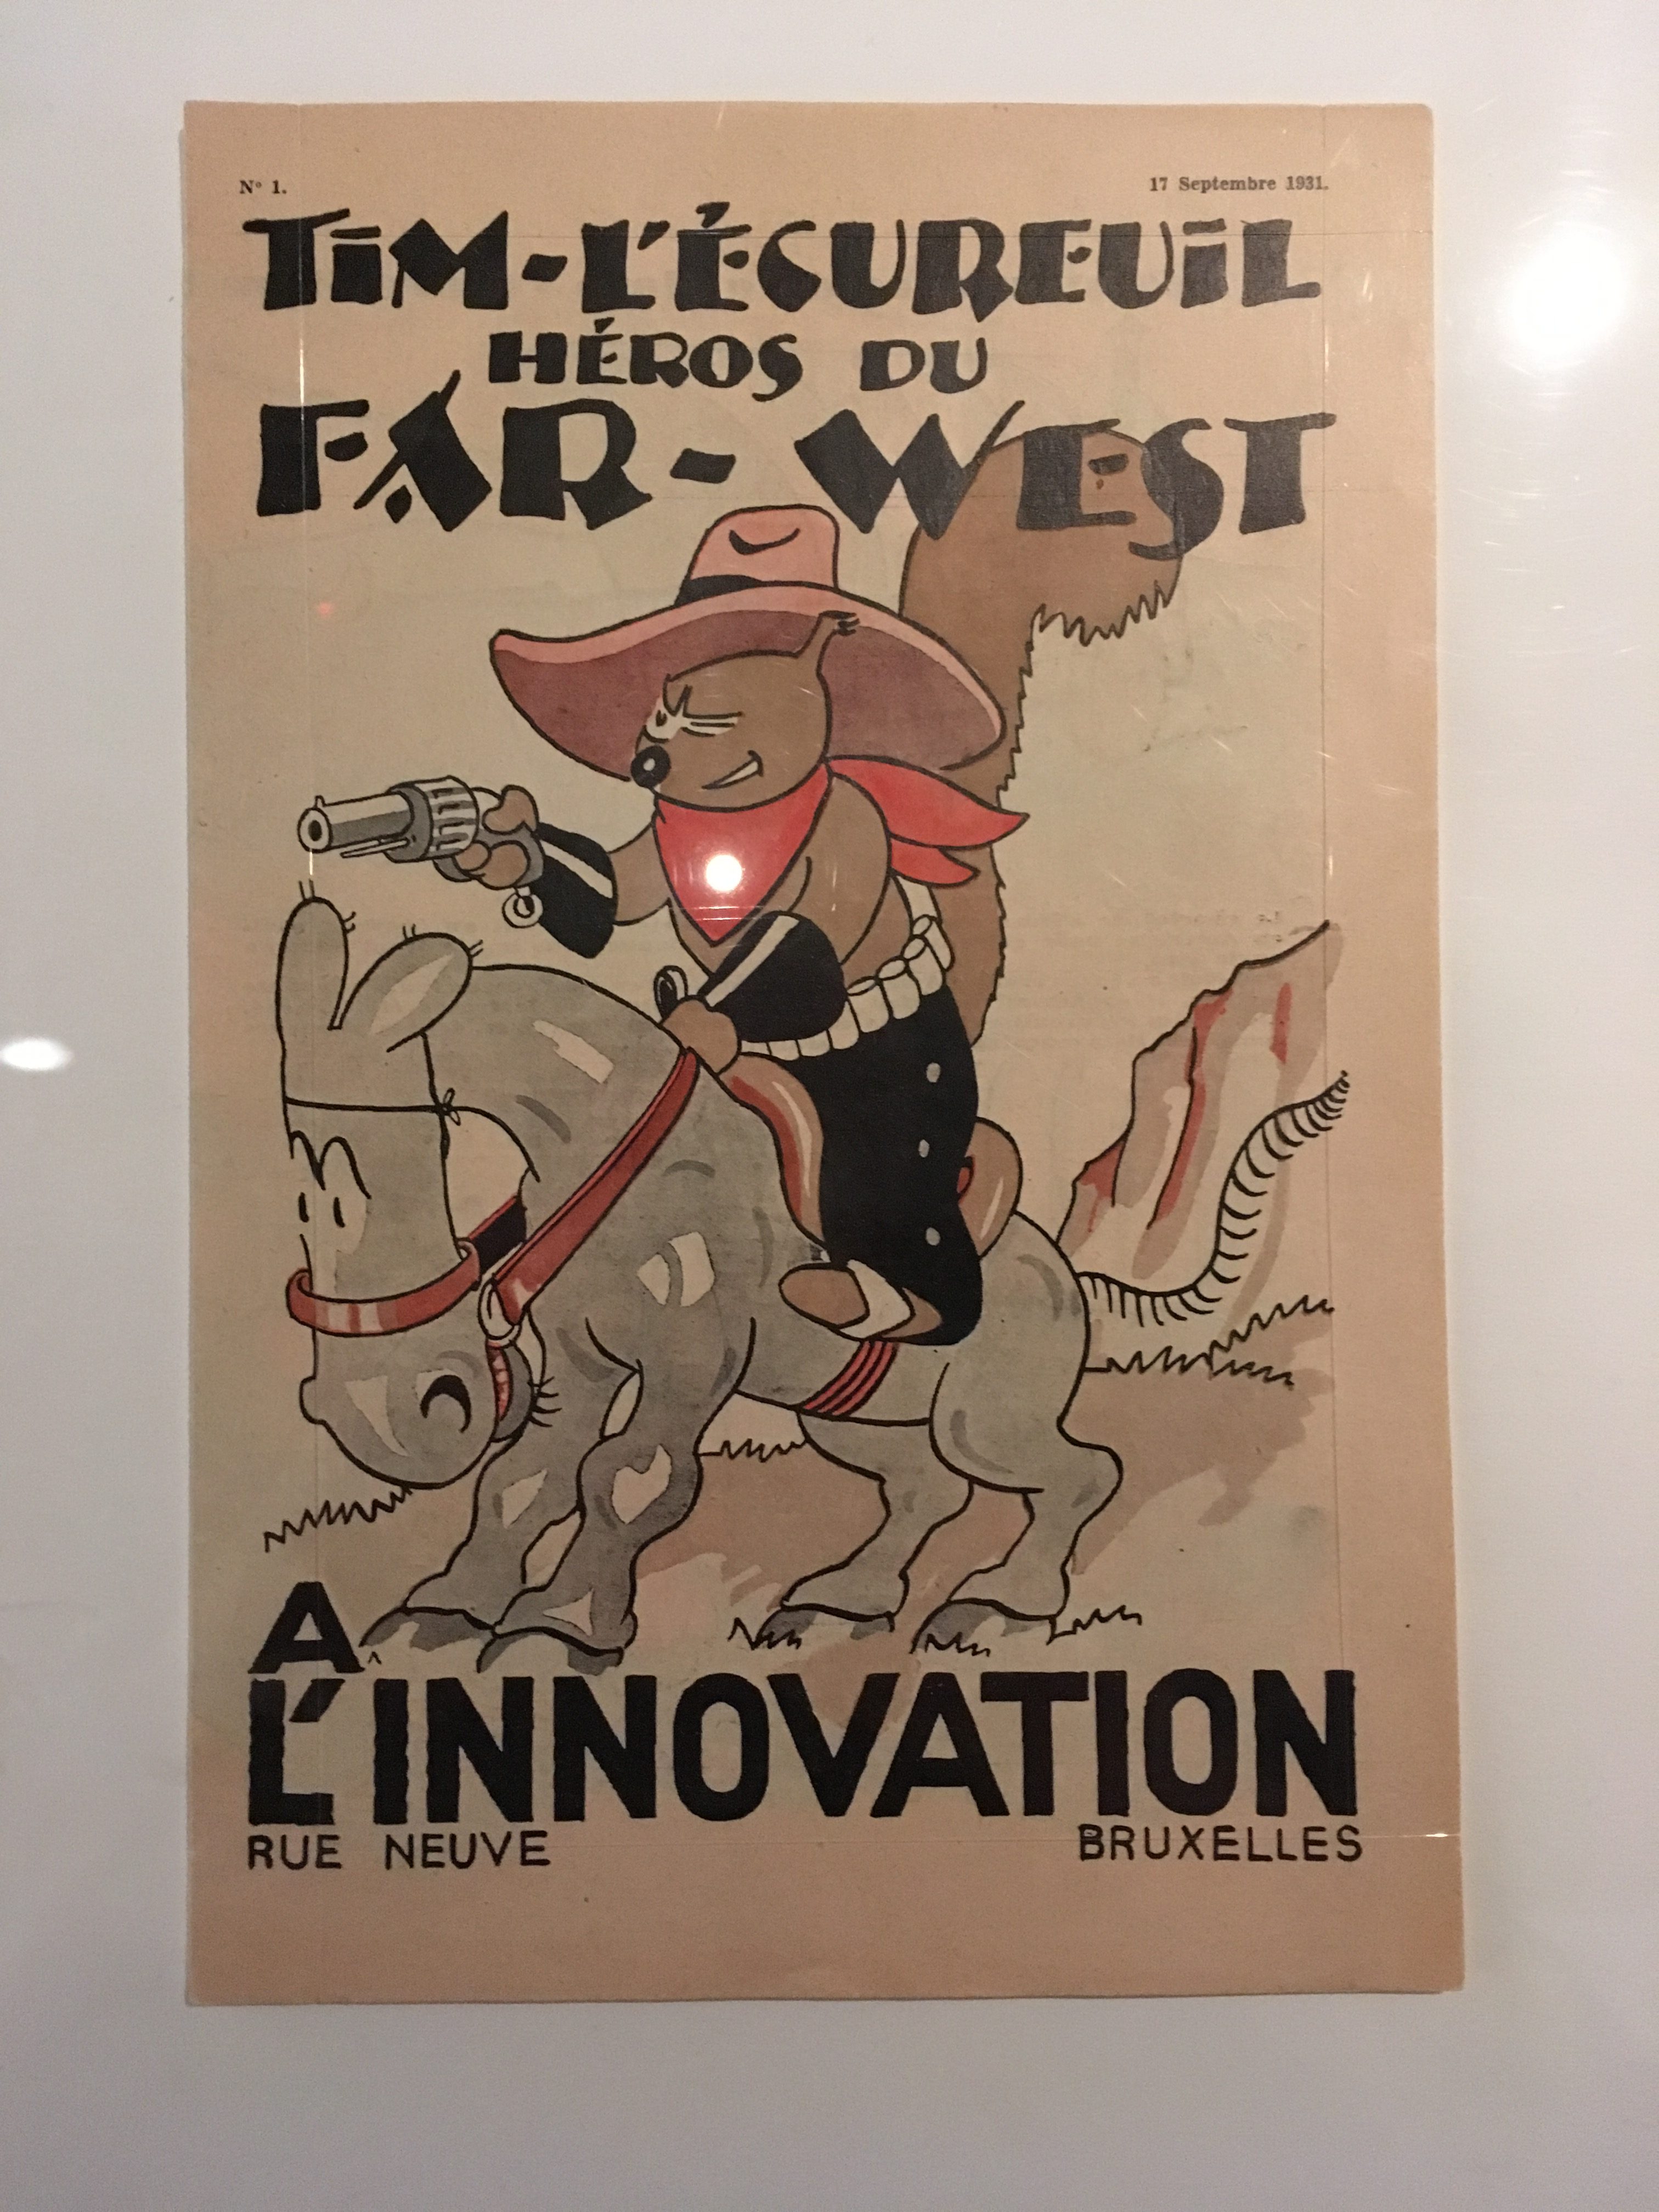 N° 1.
17 Septembre 1931.
TIM-L'ÉCUREUIL
HÉROS DU
FAR-WEST
A
L'INNOVATION
RUE NEUVE
BRUXELLES